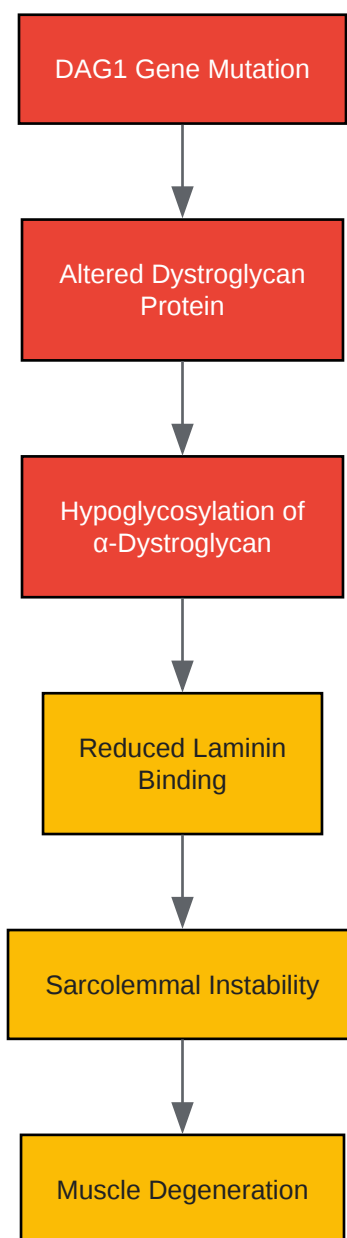 DAG1 Gene Mutation
Altered Dystroglycan
Protein
Hypoglycosylation of
α-Dystroglycan
Reduced Laminin
Binding
Sarcolemmal Instability
Muscle Degeneration